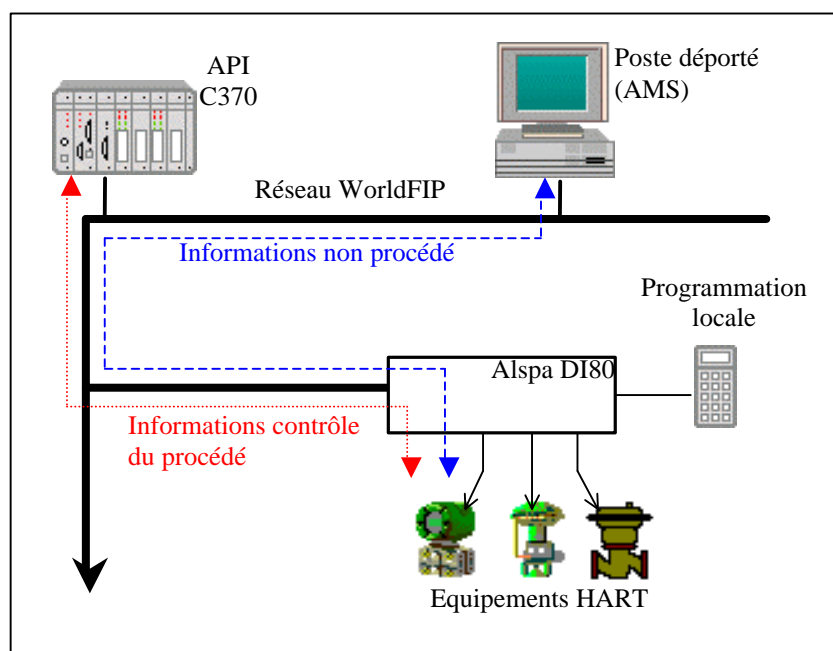 API
C370
Poste déporté
(AMS)
Réseau WorldFIP
Informations non procédé
Programmation
locale
Alspa DI80
Informations contrôle
du procédé
Equipements HART